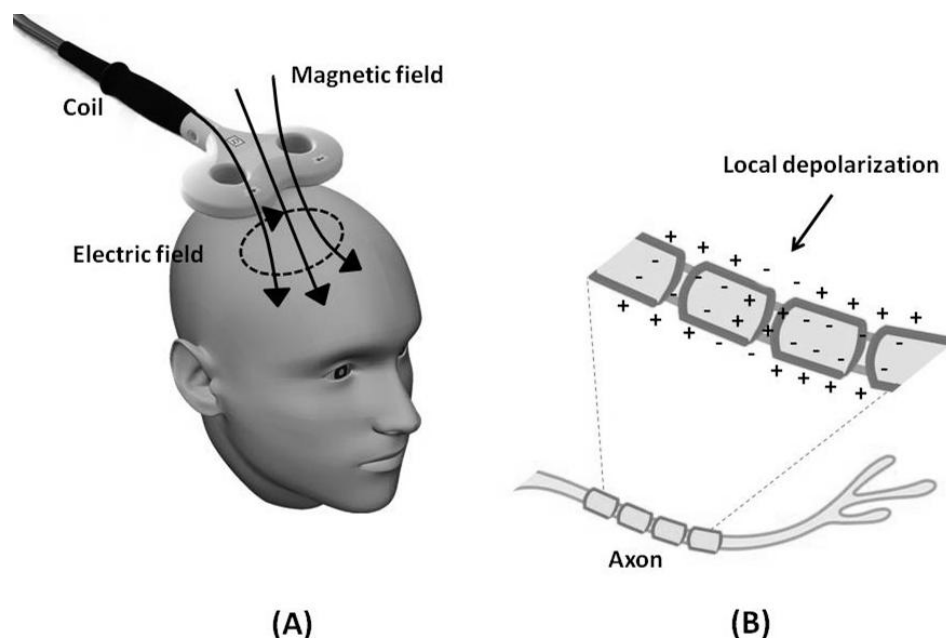 Magnetic field
Coil
Electric field
(A)
Local depolarization
Axon
(B)